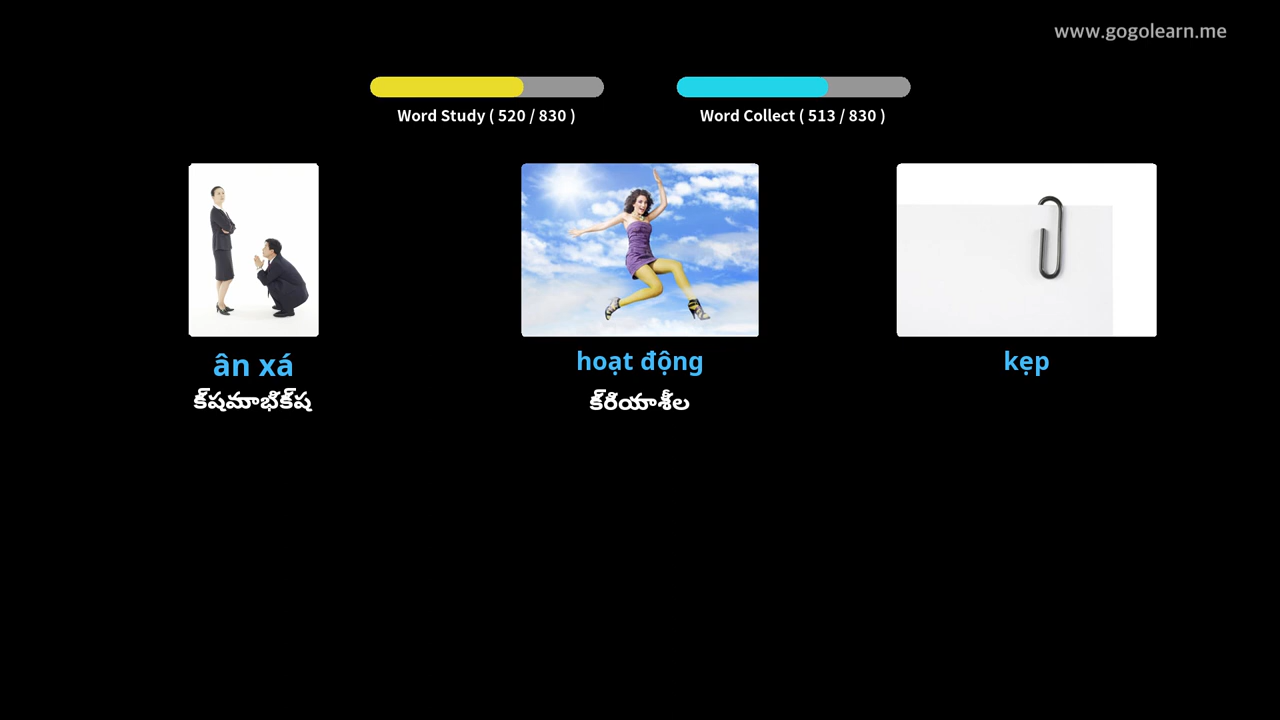 www.gogolearn.me
Word Study ( 520 / 830 )
Word Collect ( 513 / 830 )
ân xá
క్షమాభిక్ష
hoạt động
క్రియాశీల
kẹp